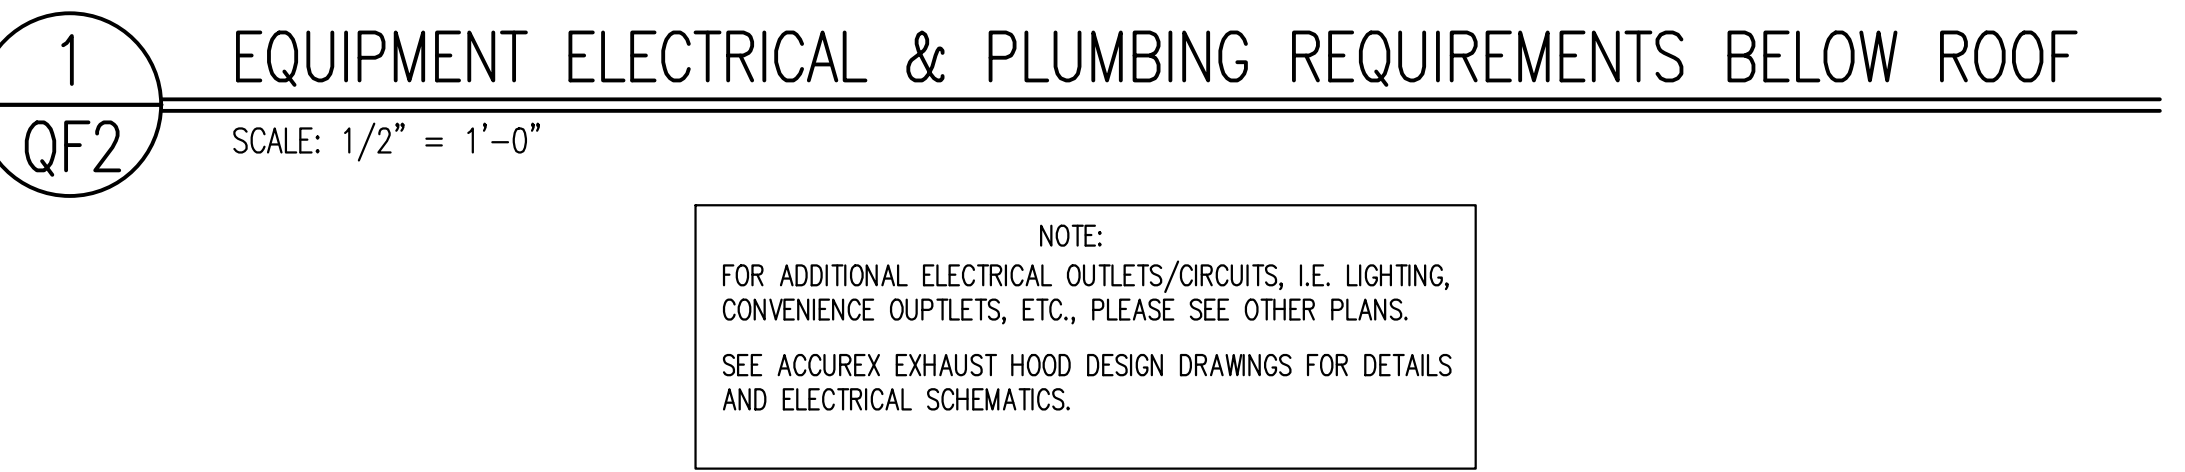 1
EQUIPMENT ELECTRICAL & PLUMBING REQUIREMENTS BELOW ROOF
QF2
SCALE: 1/2" = 1'-0"
NOTE:
FOR ADDITIONAL ELECTRICAL OUTLETS/CIRCUITS, I.E. LIGHTING,
CONVENIENCE OUPTLETS, ETC., PLEASE SEE OTHER PLANS.
SEE ACCUREX EXHAUST HOOD DESIGN DRAWINGS FOR DETAILS
AND ELECTRICAL SCHEMATICS.